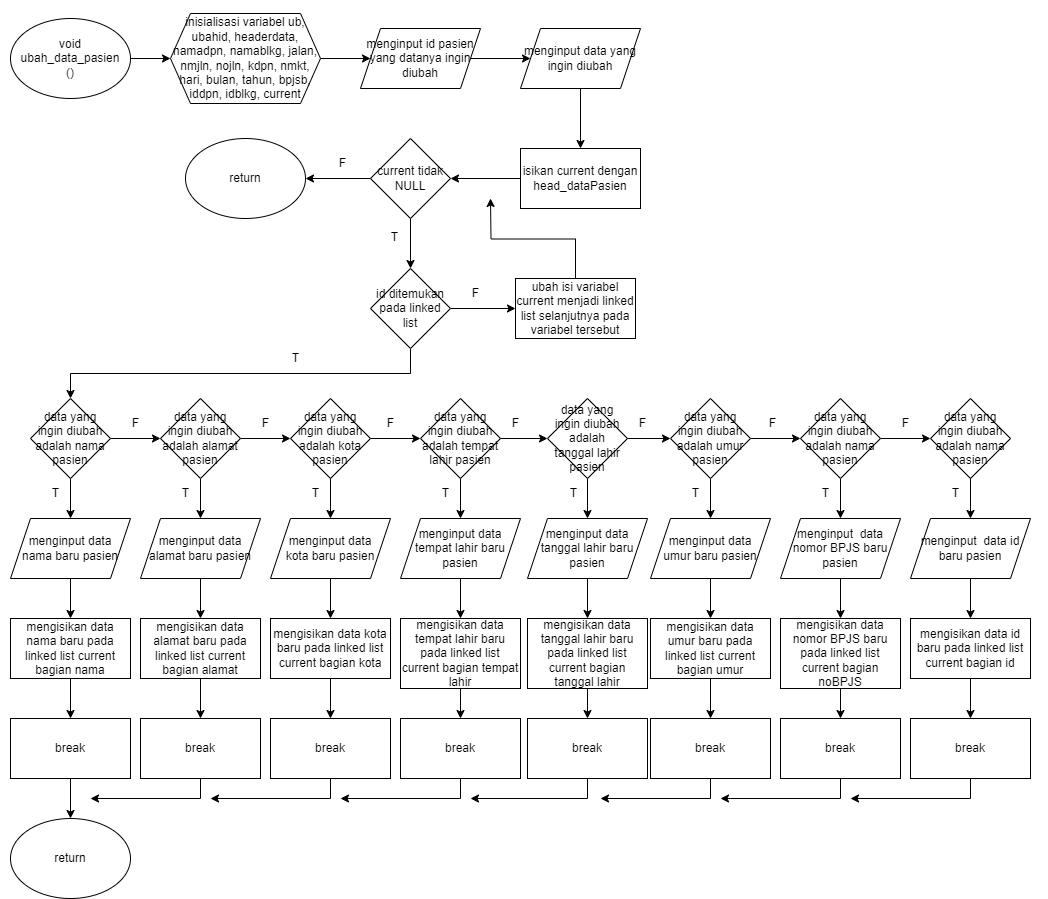 void
ubah_data_pasien
()
inisialisasi variabel ub,
ubahid, headerdata,
namadpn, namablkg, jalan,
nmjln, nojln, kdpn, nmkt,
hari, bulan, tahun, bpjsb,
iddpn, idblkg, current
menginput id pasien
yang datanya ingin
diubah
menginput data yang
ingin diubah
return
F
current tidak
NULL
isikan current dengan
head_dataPasien
T
id ditemukan
pada linked
list
F
ubah isi variabel
current menjadi linked
list selanjutnya pada
variabel tersebut
T
data yang
ingin diubah
adalah nama
pasien
F
data yang
ingin diubah
adalah alamat
pasien
F
data yang
ingin diubah
adalah kota
pasien
F
data yang
ingin diubah
adalah tempat
lahir pasien
F
data yang
ingin diubah
adalah
tanggal lahir
pasien
F
data yang
ingin diubah
adalah umur
pasien
F
data yang
ingin diubah
adalah nama
pasien
F
data yang
ingin diubah
adalah nama
pasien
T
T
T
T
T
T
T
T
menginput data
nama baru pasien
menginput data
alamat baru pasien
menginput data
kota baru pasien
menginput data
tempat lahir baru
pasien
menginput data
tanggal lahir baru
pasien
menginput data
umur baru pasien
menginput  data
nomor BPJS baru
pasien
menginput  data id
baru pasien
mengisikan data
nama baru pada
linked list current
bagian nama
mengisikan data
alamat baru pada
linked list current
bagian alamat
mengisikan data kota
baru pada linked list
current bagian kota
mengisikan data
tempat lahir baru
pada linked list
current bagian tempat
lahir
mengisikan data
tanggal lahir baru
pada linked list
current bagian
tanggal lahir
mengisikan data
umur baru pada
linked list current
bagian umur
mengisikan data
nomor BPJS baru
pada linked list
current bagian
noBPJS
mengisikan data id
baru pada linked list
current bagian id
break
break
break
break
break
break
break
break
return